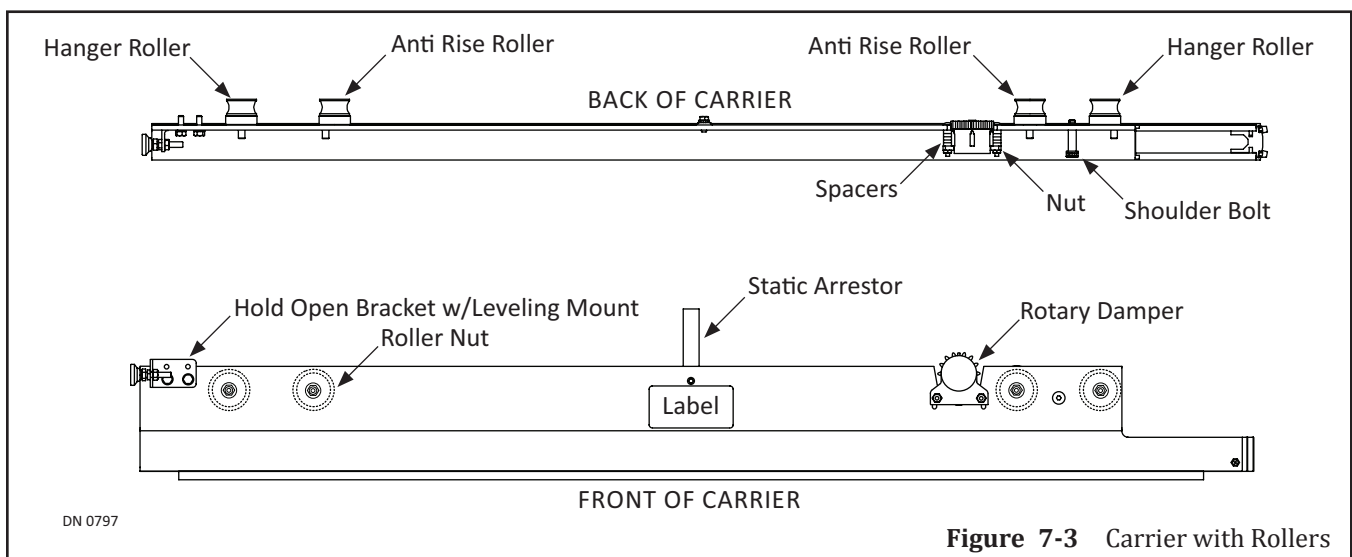 Hanger Roller
Anti Rise Roller
Anti Rise Roller
Hanger Roller
BACK OF CARRIER
Spacers
Nut
Shoulder Bolt
Static Arrestor
Hold Open Bracket w/Leveling Mount
Rotary Damper
Roller Nut
Label
FRONT OF CARRIER
DN 0797
Figure 7-3 Carrier with Rollers